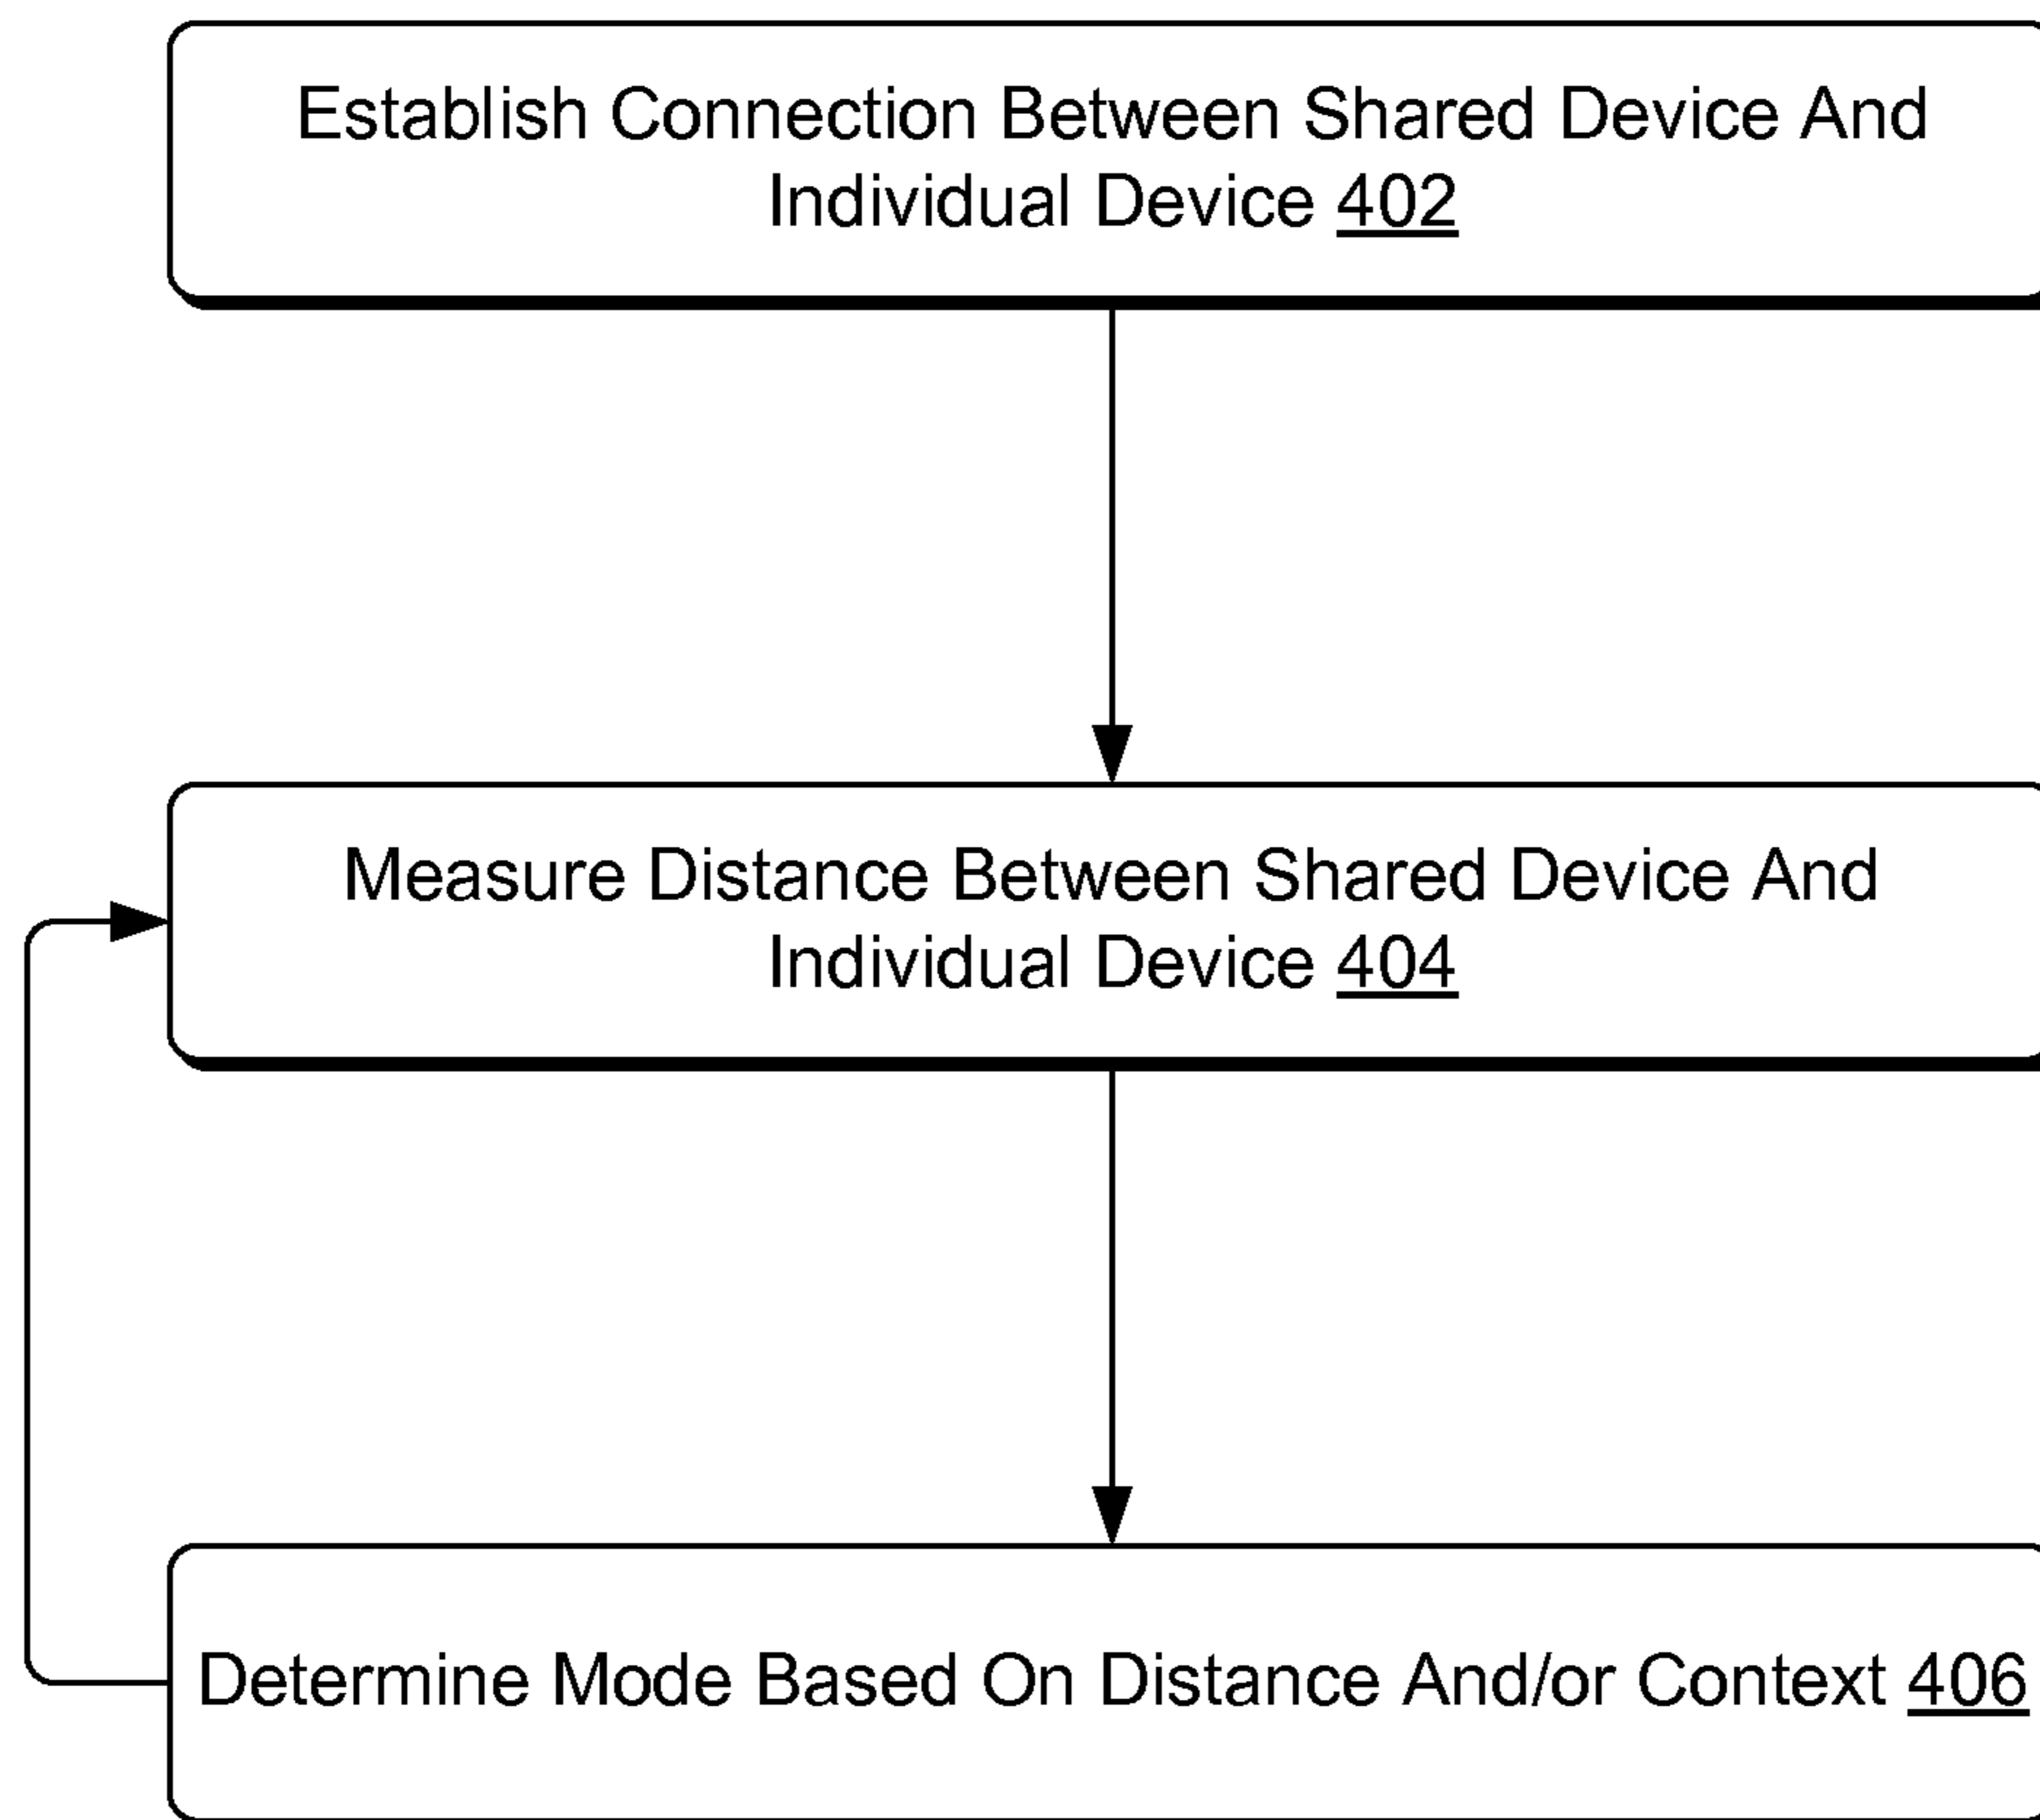 Establish Connection Between Shared Device And
Individual Device 402
Measure Distance Between Shared Device And
Individual Device 404
Determine Mode Based On Distance And/or Context 406